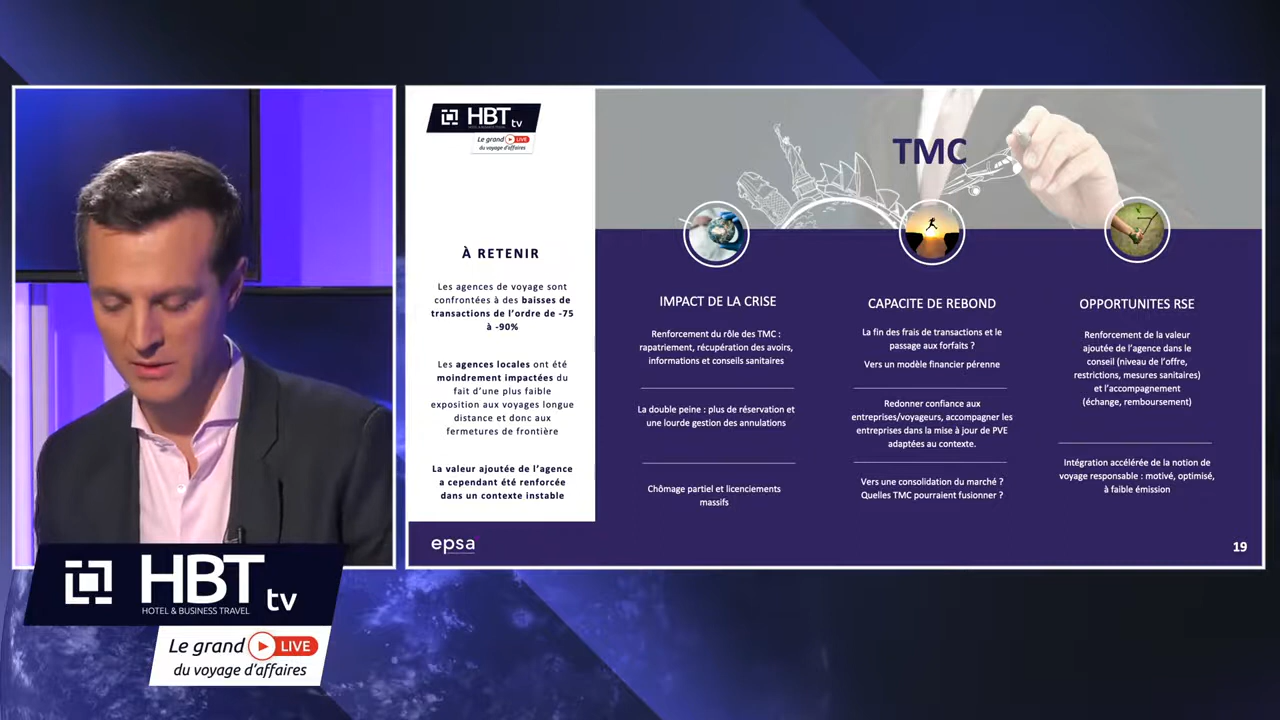 HBT tv
HOTEL & BUSINESS TRAVEL
Le grand LIVE
du voyage d'affaires
À RETENIR
Les agences de voyage sont
confrontées à des baisses de
transactions de l'ordre de -75
à -90%
Les agences locales ont été
moindrement impactées du
fait d'une plus faible
exposition aux voyages longue
distance et donc aux
fermetures de frontière
La valeur ajoutée de l'agence
a cependant été renforcée
dans un contexte instable
epsa
TMC
IMPACT DE LA CRISE
Renforcement du rôle des TMC :
rapatriement, récupération des avoirs,
informations et conseils sanitaires
La double peine : plus de réservation et
une lourde gestion des annulations
Chômage partiel et licenciements
massifs
CAPACITE DE REBOND
La fin des frais de transactions et le
passage aux forfaits ?
Vers un modèle financier pérenne
Redonner confiance aux
entreprises/voyageurs, accompagner les
entreprises dans la mise à jour de PVE
adaptées au contexte.
Vers une consolidation du marché ?
Quelles TMC pourraient fusionner ?
OPPORTUNITES RSE
Renforcement de la valeur
ajoutée de l'agence dans le
conseil (niveau de l'offre,
restrictions, mesures sanitaires)
et l'accompagnement
(échange, remboursement)
Intégration accélérée de la notion de
voyage responsable : motivé, optimisé,
à faible émission
19
HBT tv
HOTEL & BUSINESS TRAVEL
Le grand LIVE
du voyage d'affaires